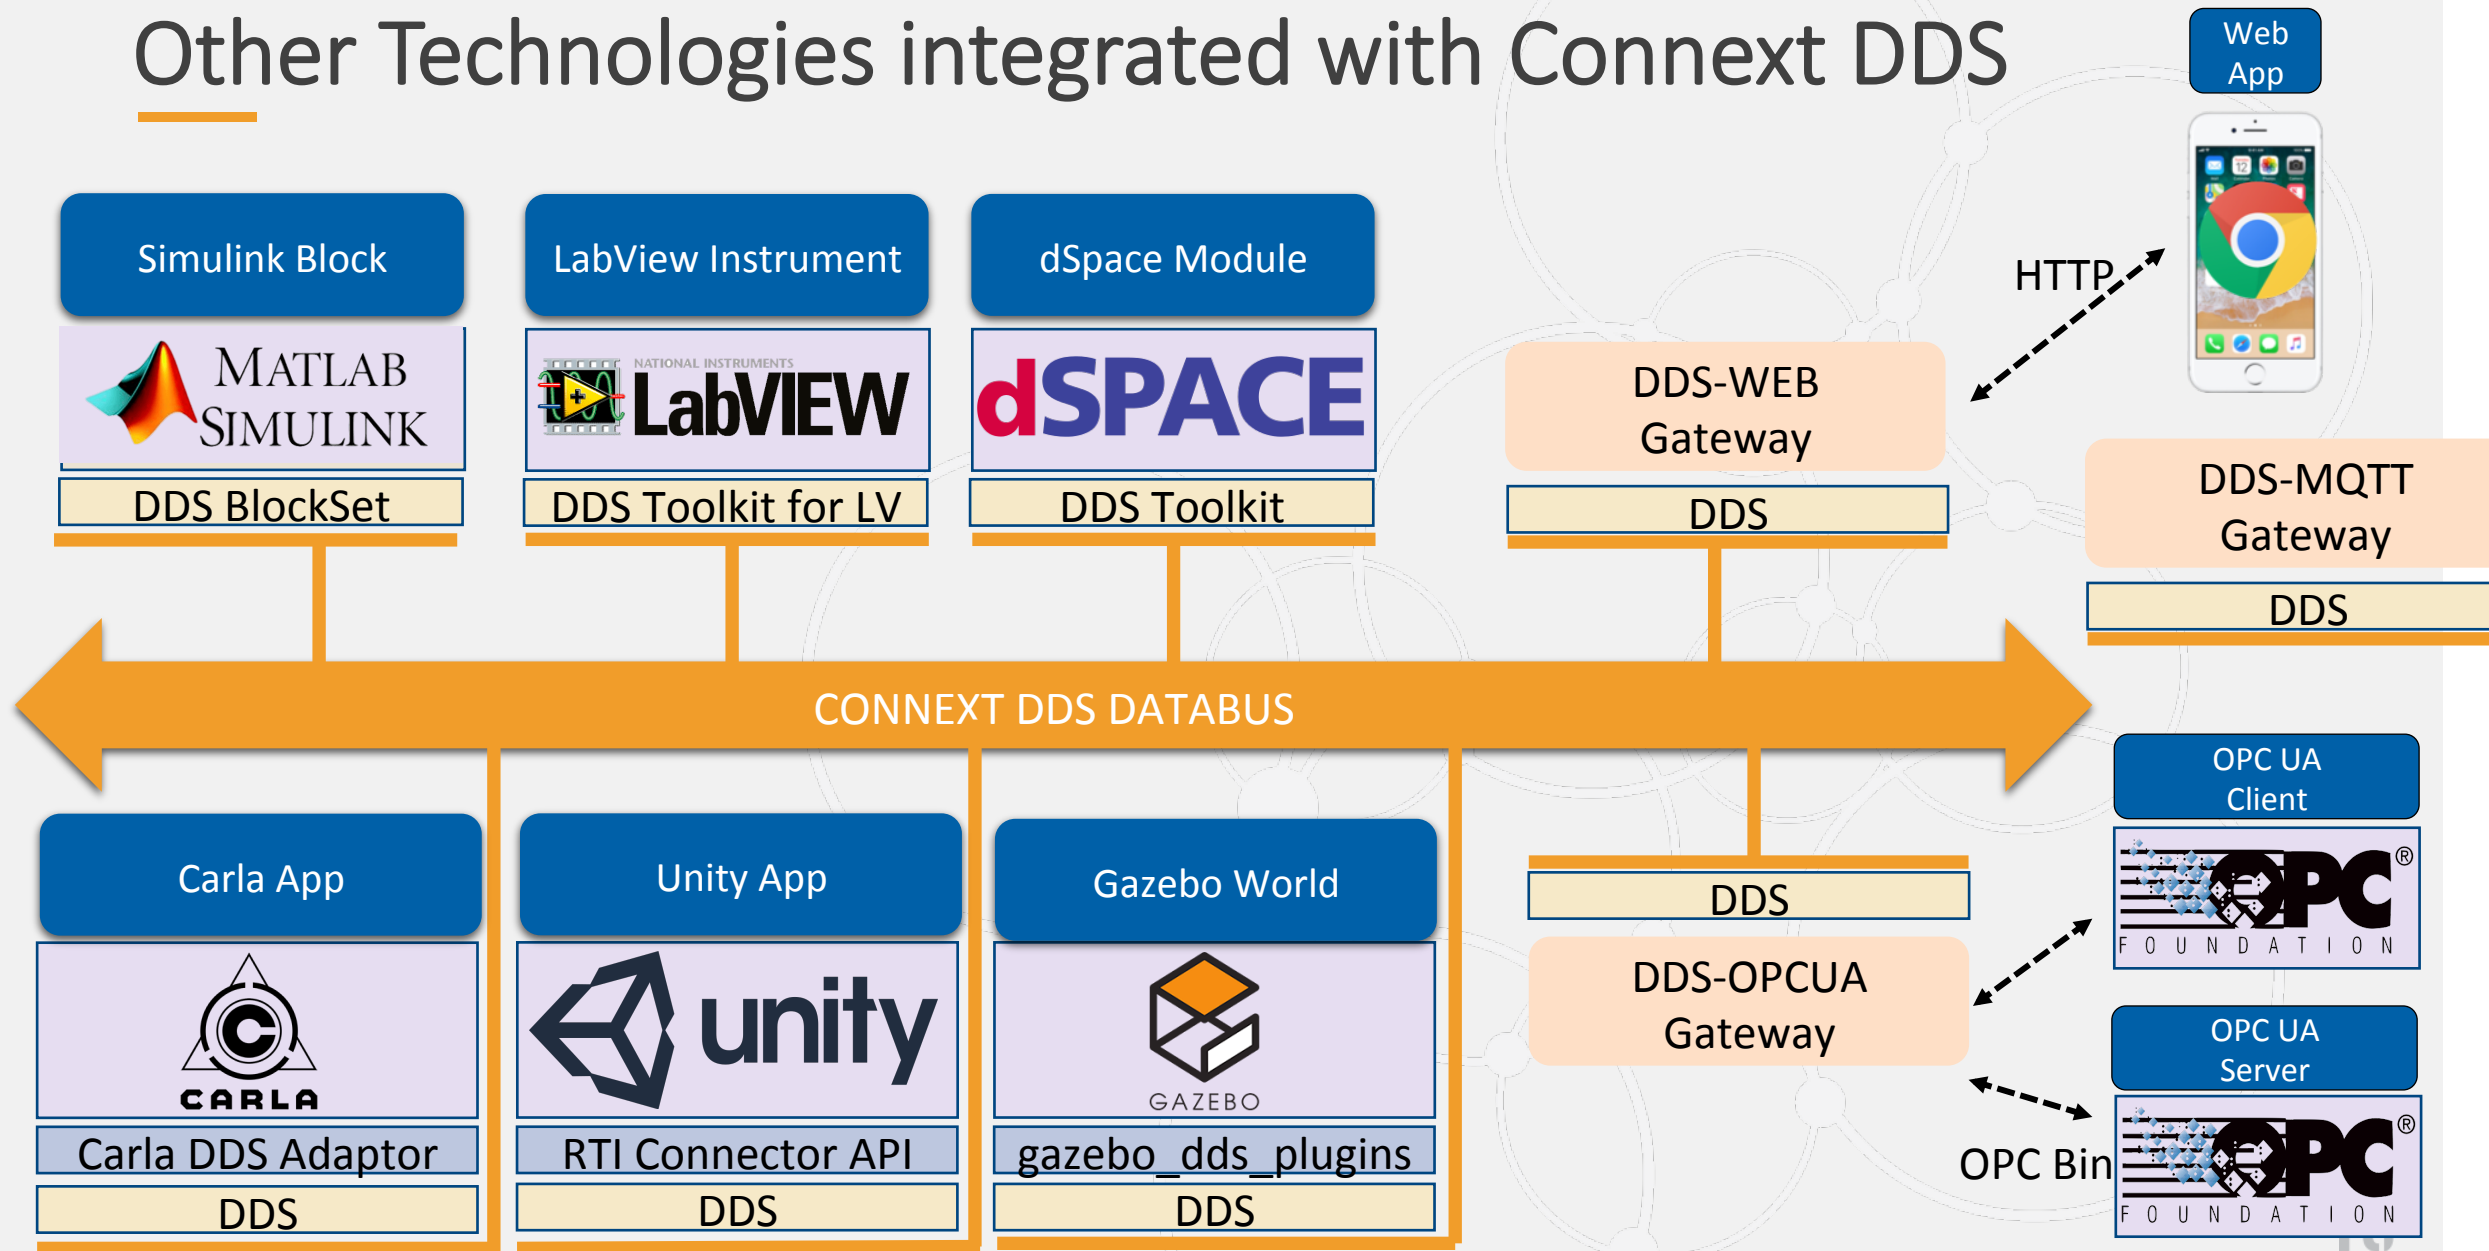 Other Technologies integrated with Connext DDS
Web
App
Simulink Block
LabView Instrument
dSpace Module
HTTP
MATLAB
SIMULINK
NATIONAL INSTRUMENTS
LabVIEW
dSPACE
DDS-WEB
Gateway
DDS BlockSet
DDS Toolkit for LV
DDS Toolkit
DDS
DDS-MQTT
Gateway
DDS
CONNEXT DDS DATABUS
OPC UA
Client
Carla App
Unity App
Gazebo World
DDS
OPC®
FOUNDATION
DDS-OPCUA
Gateway
CARLA
unity
GAZEBO
OPC UA
Server
Carla DDS Adaptor
RTI Connector API
gazebo_dds_plugins
OPC Bin
OPC®
FOUNDATION
DDS
DDS
DDS